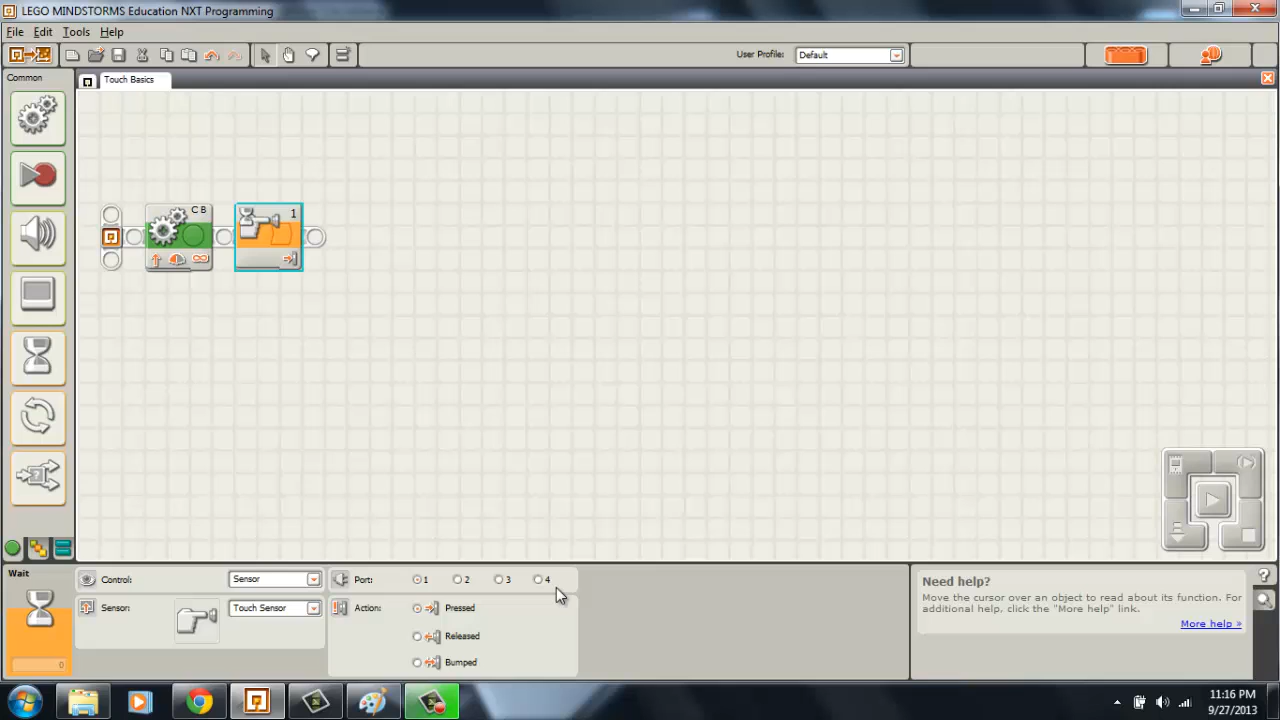 LEGO MINDSTORMS Education NXT Programming
File Edit Tools Help
User Profile: Default
Common
Touch Basics
C B
1
Wait
0
Control: Sensor
Sensor: Touch Sensor
Port: 1 2 3 4
Action: Pressed
Released
Bumped
Need help?
Move the cursor over an object to read about its function. For
additional help, click the "More help" link.
More help »
11:16 PM
9/27/2013